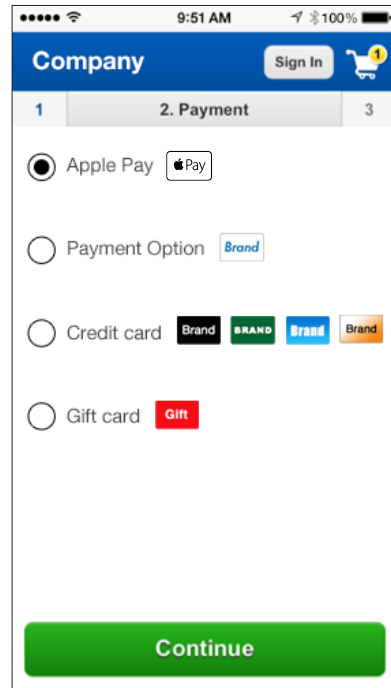 9:51 AM 100%
Company Sign In 1
1 2. Payment 3
Apple Pay Pay
Payment Option Brand
Credit card Brand BRAND Brand Brand
Gift card Gift
Continue